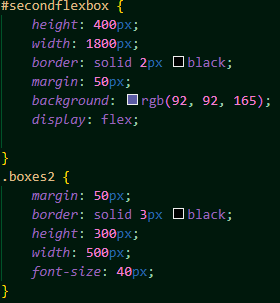 #secondflexbox {
height: 400px;
width: 1800px;
border: solid 2px black;
margin: 50px;
background: rgb(92, 92, 165);
display: flex;
}
.boxes2 {
margin: 50px;
border: solid 3px black;
height: 300px;
width: 500px;
font-size: 40px;
}